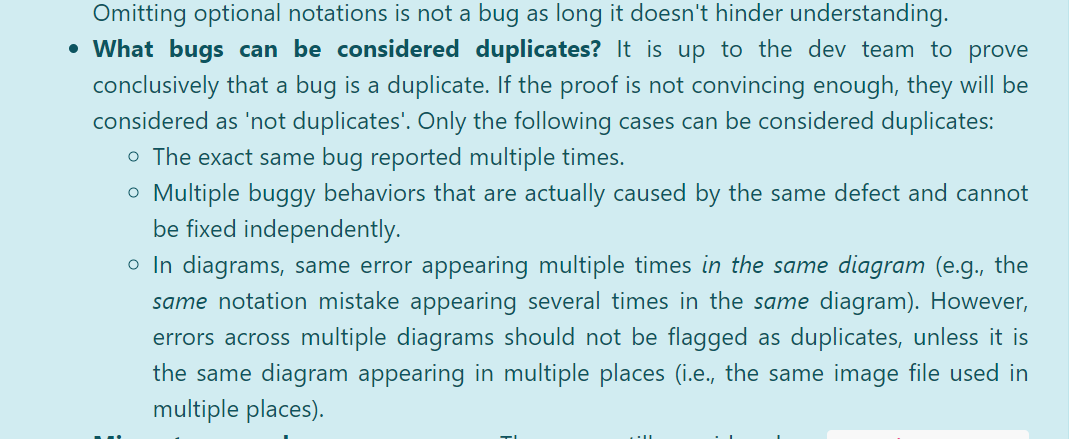 Omitting optional notations is not a bug as long it doesn't hinder understanding.
• What bugs can be considered duplicates? It is up to the dev team to prove
conclusively that a bug is a duplicate. If the proof is not convincing enough, they will be
considered as 'not duplicates'. Only the following cases can be considered duplicates:
○ The exact same bug reported multiple times.
○ Multiple buggy behaviors that are actually caused by the same defect and cannot
be fixed independently.
○ In diagrams, same error appearing multiple times in the same diagram (e.g., the
same notation mistake appearing several times in the same diagram). However,
errors across multiple diagrams should not be flagged as duplicates, unless it is
the same diagram appearing in multiple places (i.e., the same image file used in
multiple places).